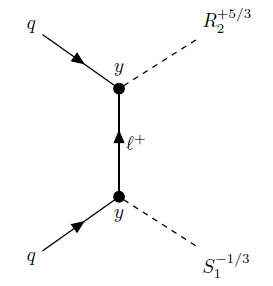 q
R_2^{+5/3}
y
ℓ^+
y
q
S_1^{-1/3}